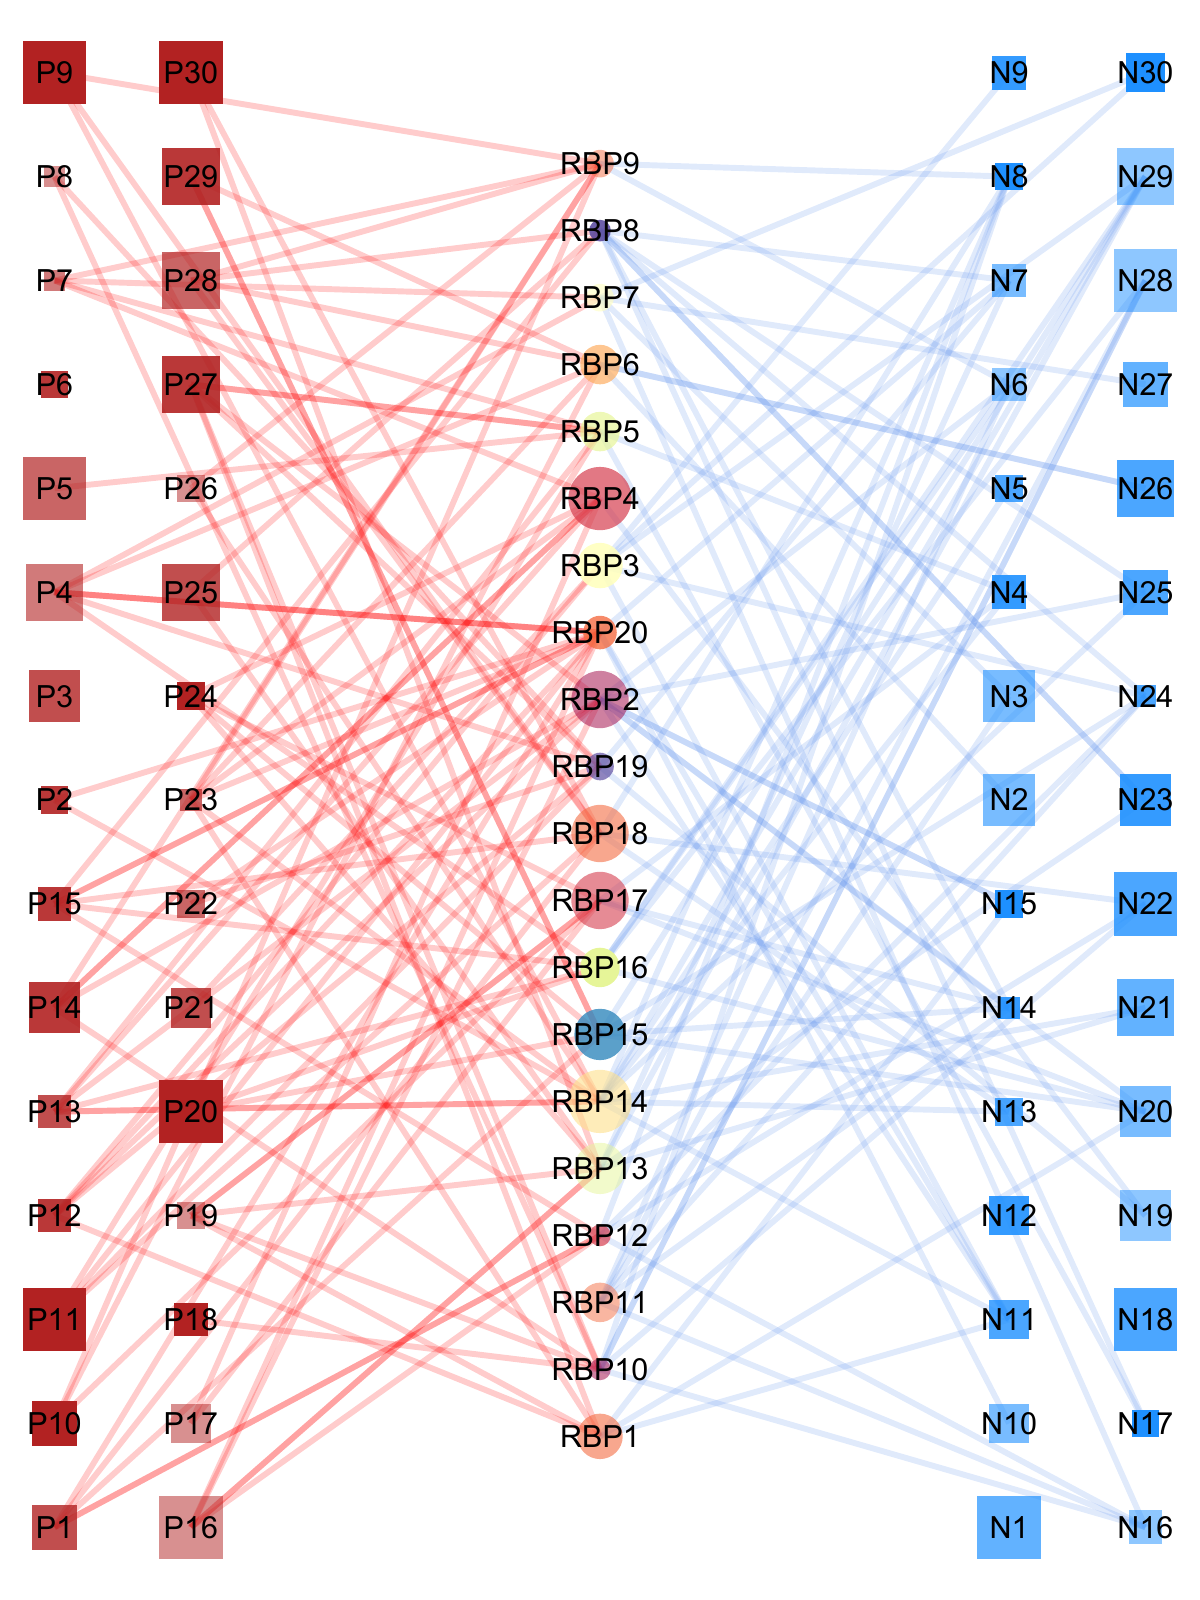 P9 P30 N9 N30
RBP9
P8 P29 N8 N29
RBP8
P7 P28 N7 N28
RBP7
RBP6
P6 P27 N6 N27
RBP5
P5 P26 N5 N26
RBP4
RBP3
P4 P25 N4 N25
RBP20
P3 P24 N3 N24
RBP2
RBP19
P2 P23 N2 N23
RBP18
P15 P22 RBP17 N15 N22
RBP16
P14 P21 N14 N21
RBP15
RBP14
P13 P20 N13 N20
RBP13
P12 P19 N12 N19
RBP12
RBP11
P11 P18 N11 N18
RBP10
P10 P17 N10 N17
RBP1
P1 P16 N1 N16